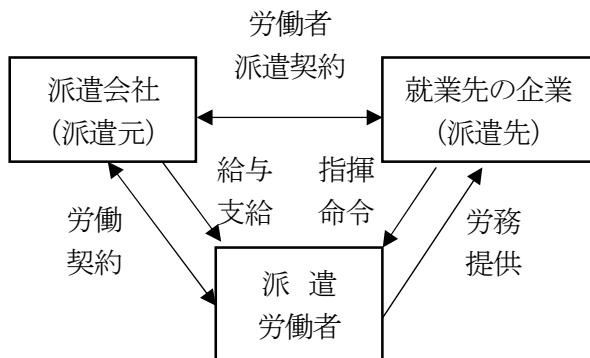 労働者
派遣契約
派遣会社
(派遣元)
就業先の企業
(派遣先)
給与
支給
指揮
命令
労働
契約
労務
提供
派 遣
労働者